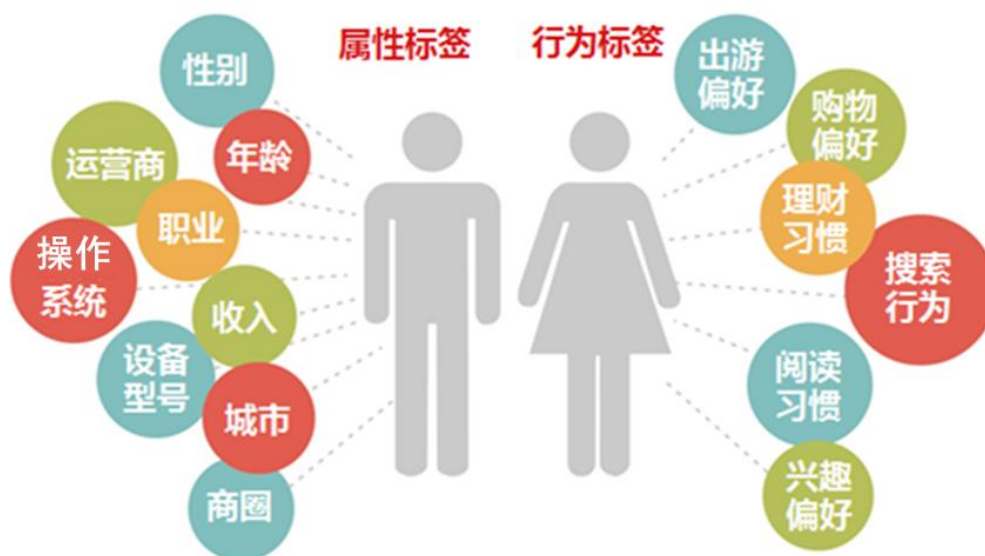 属性标签
行为标签
性别
年龄
运营商
职业
操作
系统
收入
设备
型号
城市
商圈
出游
偏好
购物
偏好
理财
习惯
搜索
行为
阅读
习惯
兴趣
偏好